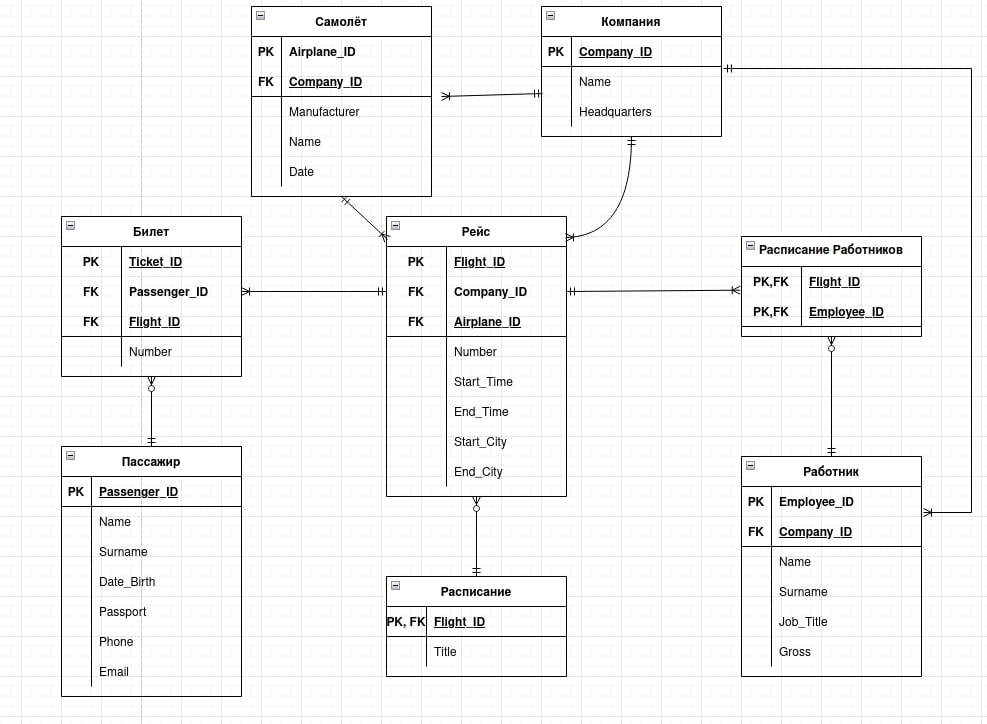 Самолёт
PK Airplane_ID
FK Company_ID
Manufacturer
Name
Date
Компания
PK Company_ID
Name
Headquarters
Билет
PK Ticket_ID
FK Passenger_ID
FK Flight_ID
Number
Рейс
PK Flight_ID
FK Company_ID
FK Airplane_ID
Number
Start_Time
End_Time
Start_City
End_City
Расписание Работников
PK,FK Flight_ID
PK,FK Employee_ID
Пассажир
PK Passenger_ID
Name
Surname
Date_Birth
Passport
Phone
Email
Расписание
PK, FK Flight_ID
Title
Работник
PK Employee_ID
FK Company_ID
Name
Surname
Job_Title
Gross